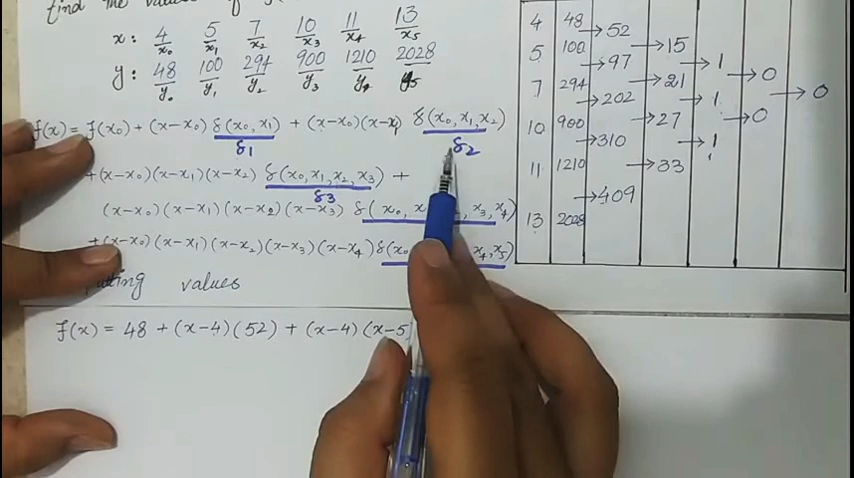 find the values of
x: 4 5 7 10 11 13
x₀ x₁ x₂ x₃ x₄ x₅
y: 48 100 294 900 1210 2028
y₀ y₁ y₂ y₃ y₄ y₅
f(x) = f(x₀) + (x-x₀) δ(x₀, x₁) + (x-x₀)(x-x₁) δ(x₀, x₁, x₂)
δ1 δ2
+(x-x₀)(x-x₁)(x-x₂) δ(x₀, x₁, x₂, x₃) +
δ3
(x-x₀)(x-x₁)(x-x₂)(x-x₃) δ(x₀, x₃, x₄)
+(x-x₀)(x-x₁)(x-x₂)(x-x₃)(x-x₄) δ(x₀ x₄, x₅)
putting values
f(x) = 48 + (x-4)(52) + (x-4)(x-5)
4 48
→52
5 100 →15
→97 →1
7 294 →21 →0
→202 →1 →0
10 900 →27 →0
→310 →1
11 1210 →33
→409
13 2028